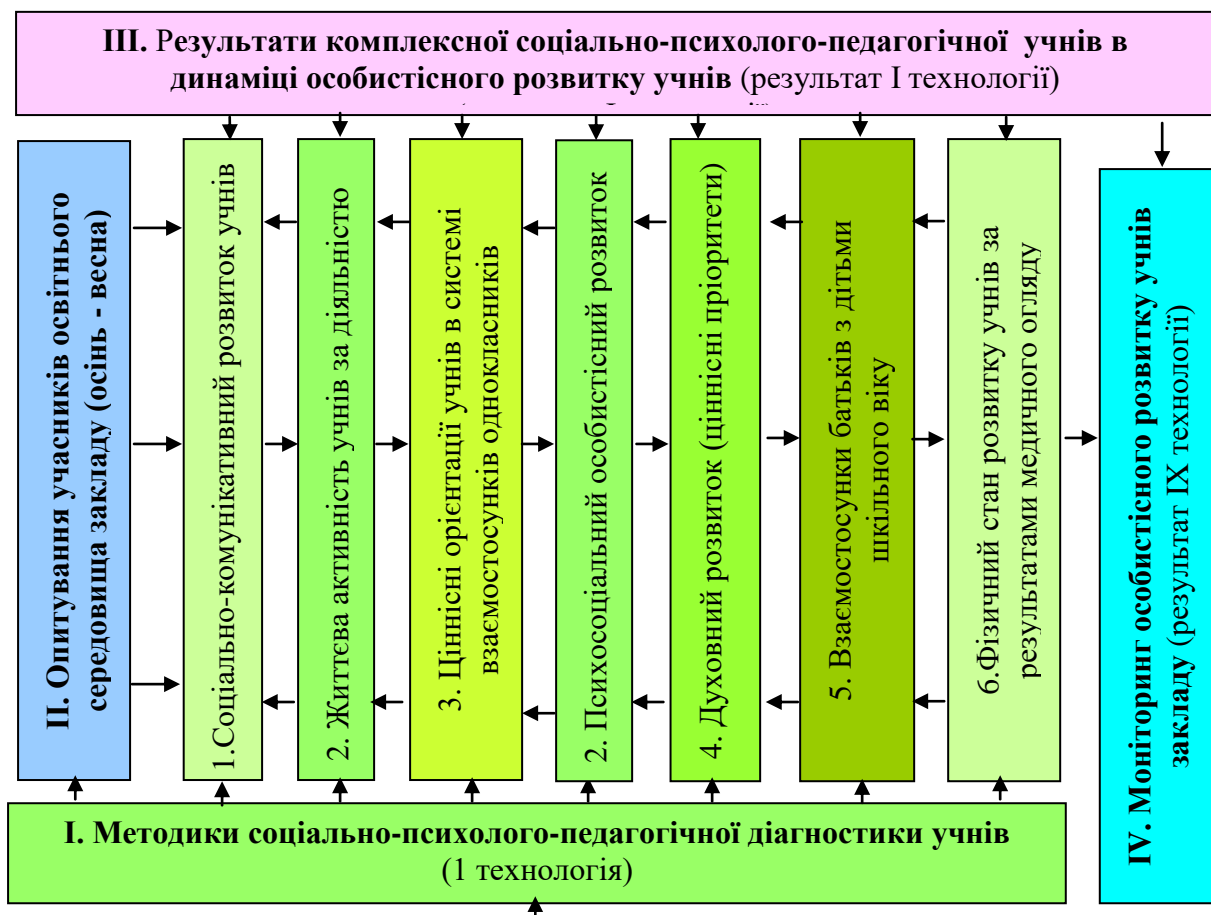 III. Результати комплексної соціально-психолого-педагогічної учнів в
динаміці особистісного розвитку учнів (результат І технології)
II. Опитування учасників освітнього
середовища закладу (осінь - весна)
1.Соціально-комунікативний розвиток учнів
2. Життєва активність учнів за діяльністю
3. Ціннісні орієнтації учнів в системі
взаємостосунків однокласників
2. Психосоціальний особистісний розвиток
4. Духовний розвиток (ціннісні пріоритети)
5. Взаємостосунки батьків з дітьми
шкільного віку
6.Фізичний стан розвитку учнів за
результатами медичного огляду
IV. Моніторинг особистісного розвитку учнів
закладу (результат ІХ технології)
I. Методики соціально-психолого-педагогічної діагностики учнів
(1 технологія)